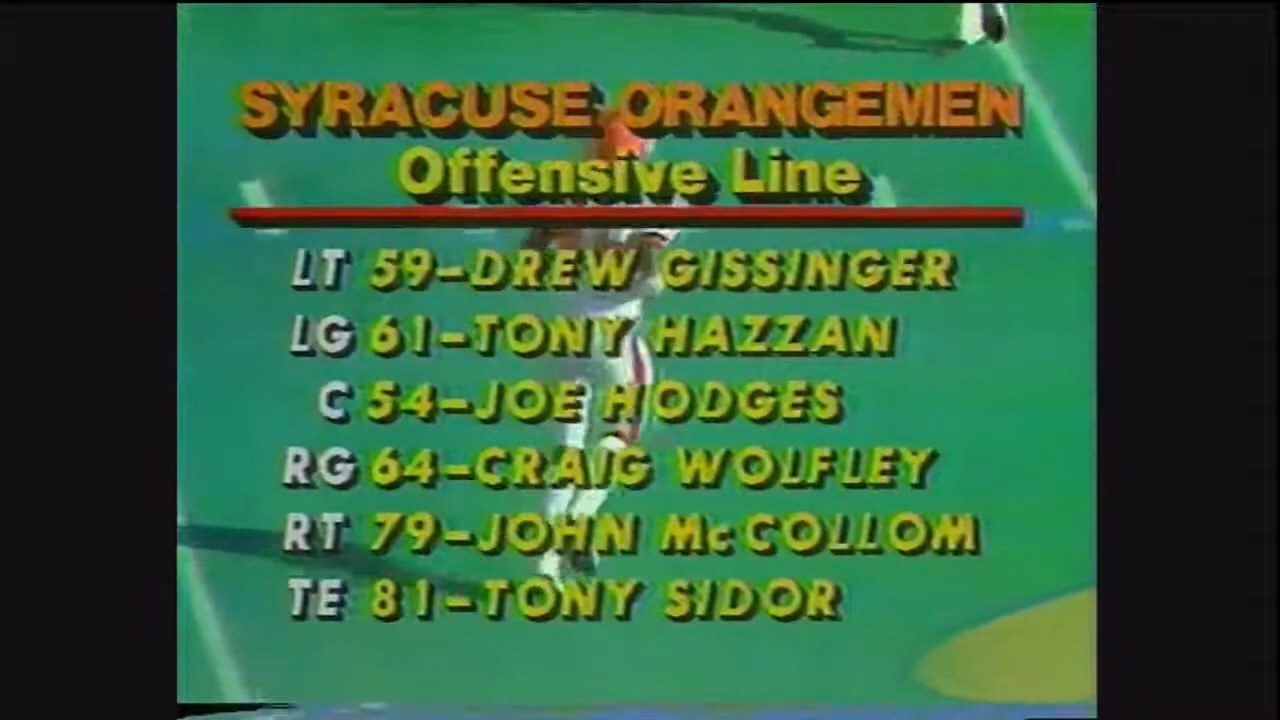 SYRACUSE ORANGEMEN
Offensive Line
LT 59-DREW GISSINGER
LG 61-TONY HAZZAN
C 54-JOE HODGES
RG 64-CRAIG WOLFLEY
RT 79-JOHN McCOLLOM
TE 81-TONY SIDOR